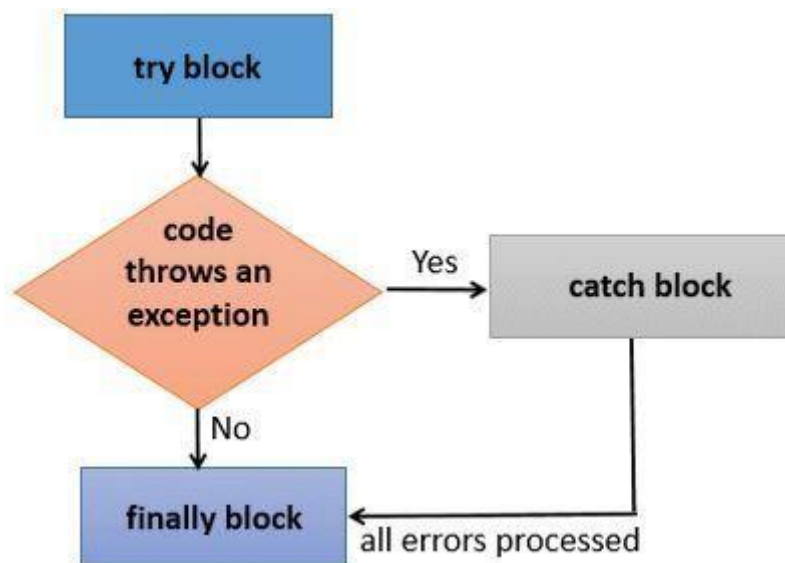 try block
code
throws an
exception
Yes
catch block
No
finally block
all errors processed